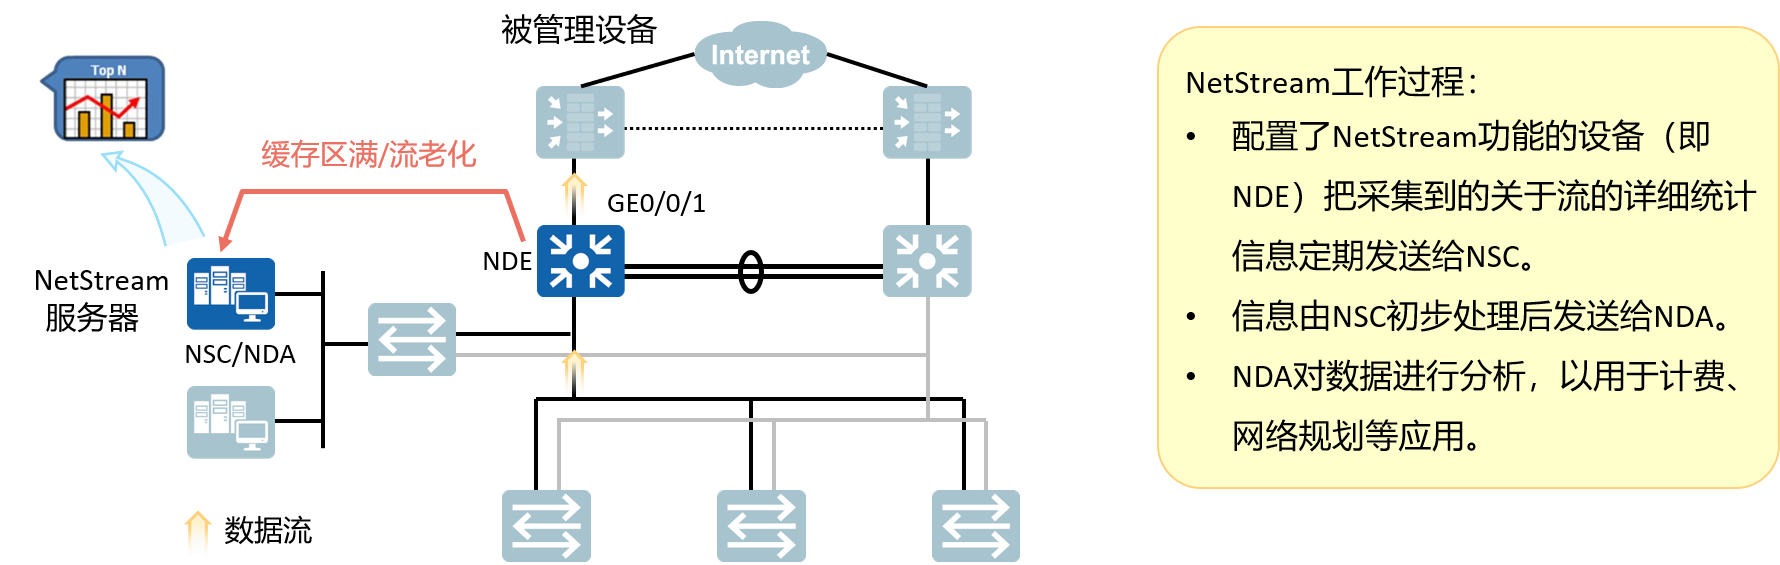 被管理设备
Internet
Top N
缓存区满/流老化
GE0/0/1
NDE
NetStream
服务器
NSC/NDA
数据流
NetStream工作过程：
• 配置了NetStream功能的设备（即
NDE）把采集到的关于流的详细统计
信息定期发送给NSC。
• 信息由NSC初步处理后发送给NDA。
• NDA对数据进行分析，以用于计费、
网络规划等应用。